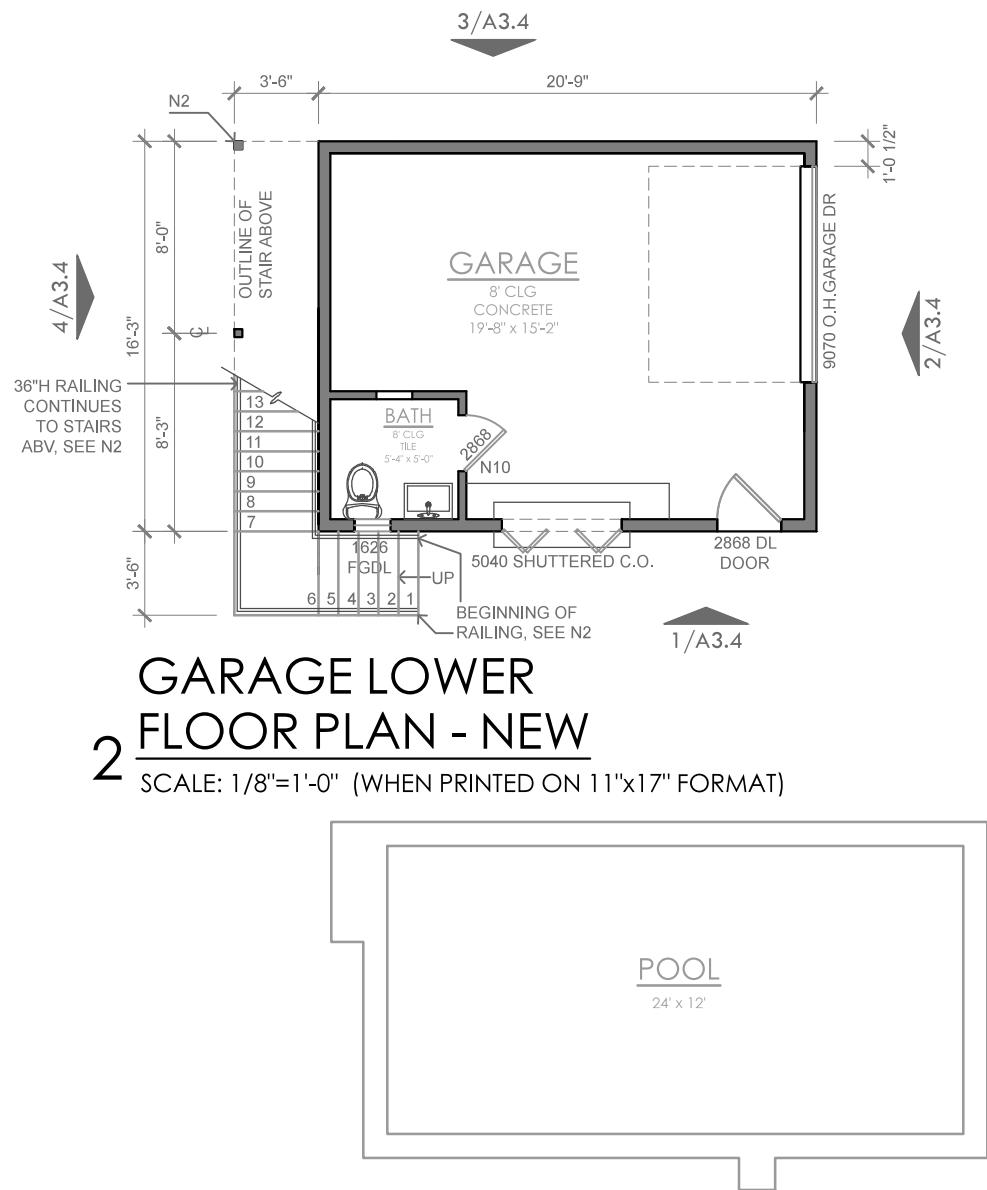 3/A3.4
3'-6"
20'-9"
N2
1'-0 1/2"
8'-0"
OUTLINE OF
STAIR ABOVE
GARAGE
8' CLG
CONCRETE
19'-8" x 15'-2"
9070 O.H.GARAGE DR
4/A3.4
2/A3.4
16'-3"
CL
36"H RAILING
CONTINUES
TO STAIRS
ABV, SEE N2
8'-3"
13
12
11
10
9
8
7
BATH
8' CLG
TILE
5'-4" x 5'-0"
2868
N10
3'-6"
1626
FGDL
5040 SHUTTERED C.O.
2868 DL
DOOR
UP
6 5 4 3 2 1
BEGINNING OF
RAILING, SEE N2
1/A3.4
GARAGE LOWER
FLOOR PLAN - NEW
2
SCALE: 1/8"=1'-0" (WHEN PRINTED ON 11"x17" FORMAT)
POOL
24' x 12'